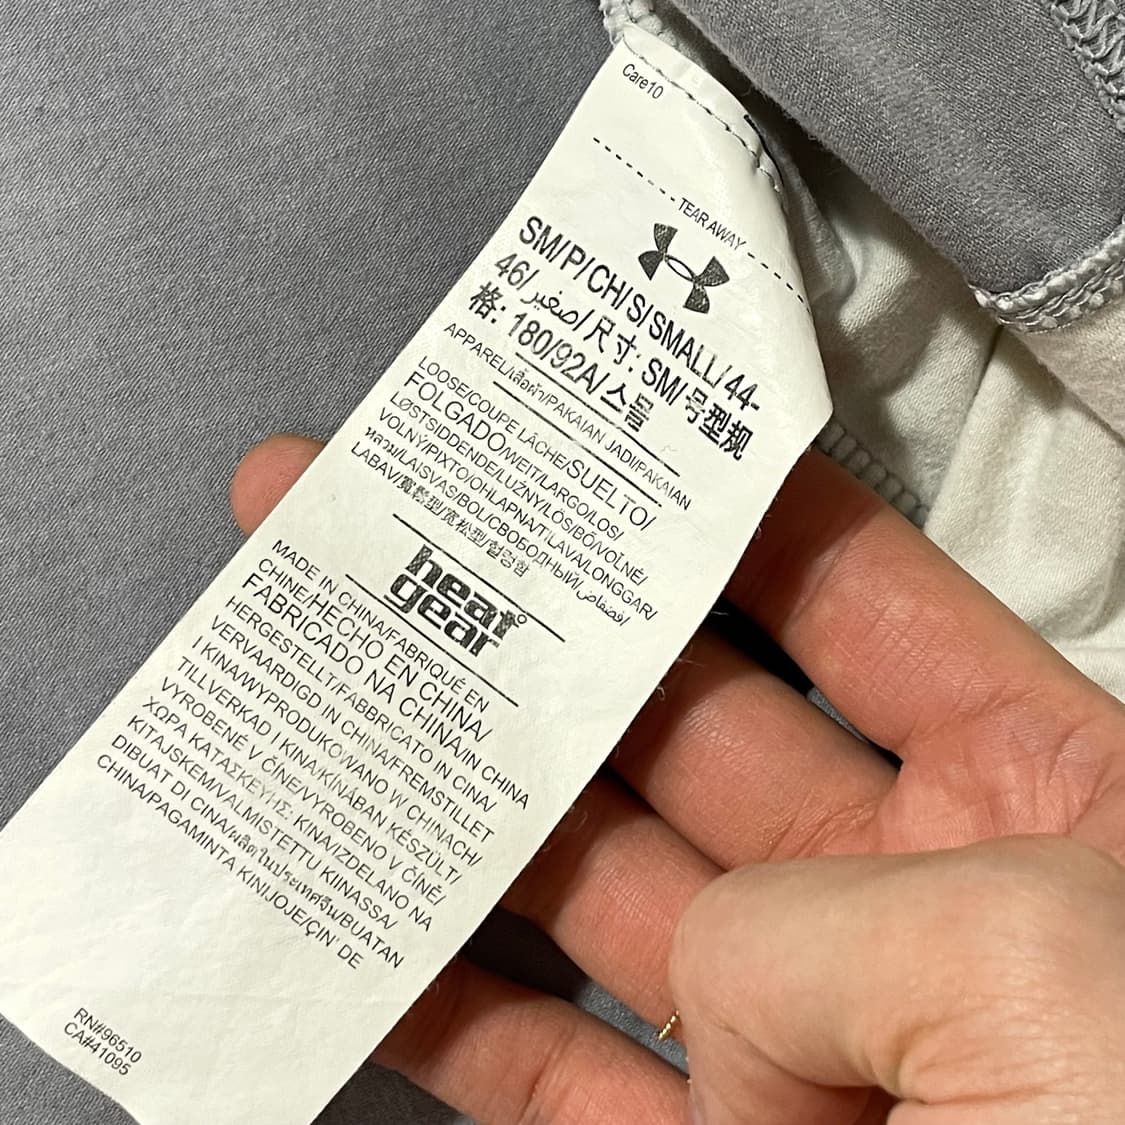 Care10
TEAR AWAY
SM/P/CH/S/SMALL/44-
46/صغير/尺寸: SM/号型规
格: 180/92A/스몰
APPAREL/เสื้อผ้า/PAKAIAN JADI/PAKAIAN
LOOSE/COUPE LACHE/SUELTO/
FOLGADO/WEIT/LARGO/LOS/
LØSTSIDDENDE/LUŹNY/LÖS/BŐ/VOĽNÉ/
VOLNÝ/PIXTO/OHLAPNA/TILAVA/LONGGAR/
หลวม/LAISVAS/BOL/СВОБОДНЫЙ/فضفاض/
LABAV/寬鬆型/宽松型/헐렁함
heat
gear®
MADE IN CHINA/FABRIQUÉ EN
CHINE/HECHO EN CHINA/
FABRICADO NA CHINA/IN CHINA
HERGESTELLT/FABBRICATO IN CINA/
VERVAARDIGD IN CHINA/FREMSTILLET
I KINA/WYPRODUKOWANO W CHINACH/
TILLVERKAD I KINA/KÍNÁBAN KÉSZÜLT/
VYROBENÉ V ČÍNE/VYROBENO V ČÍNĚ/
ΧΩΡΑ ΚΑΤΑΣΚΕΥΗΣ: ΚΙΝΑ/IZDELANO NA
KITAJSKEM/VALMISTETTU KIINASSA/
DIBUAT DI CINA/ผลิตในประเทศจีน/BUATAN
CHINA/PAGAMINTA KINIJOJE/ÇIN' DE
RN#96510
CA#41095